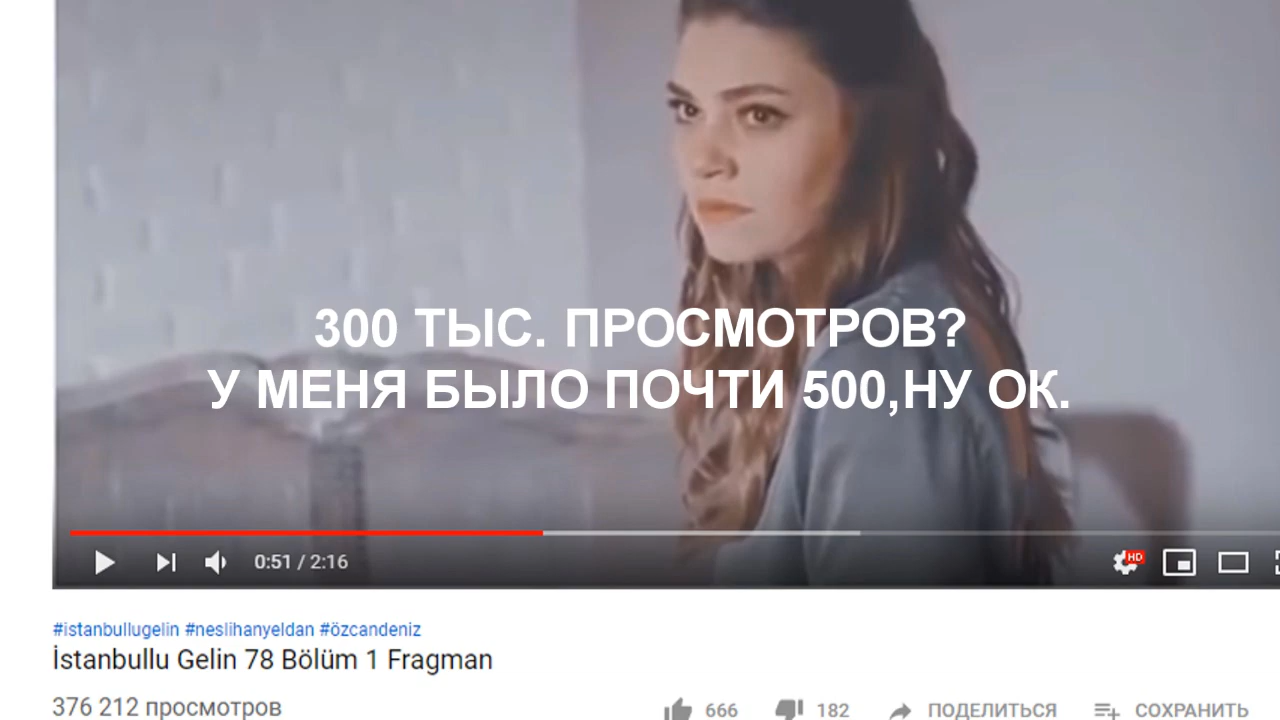 300 ТЫС. ПРОСМОТРОВ?
У МЕНЯ БЫЛО ПОЧТИ 500,НУ ОК.
0:51 / 2:16
HD
#istanbullugelin #neslihanyeldan #özcandeniz
İstanbullu Gelin 78 Bölüm 1 Fragman
376 212 просмотров 666 182 ПОДЕЛИТЬСЯ СОХРАНИТЬ